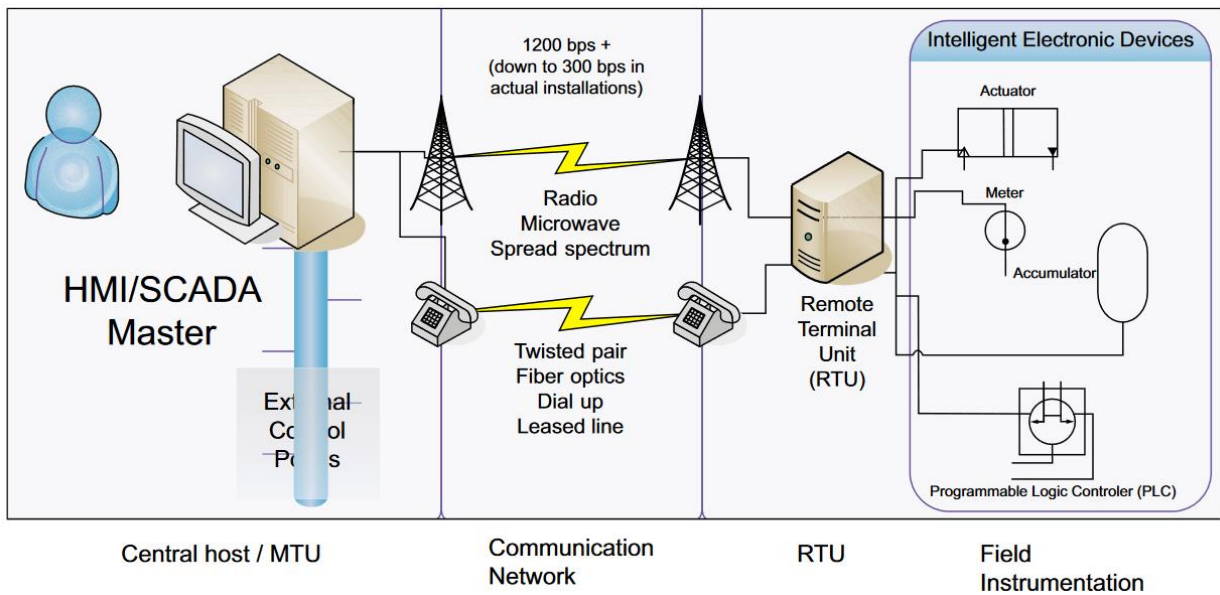 1200 bps +
(down to 300 bps in
actual installations)
Intelligent Electronic Devices
Actuator
Meter
Accumulator
Radio
Microwave
Spread spectrum
HMI/SCADA
Master
Remote
Terminal
Unit
(RTU)
Twisted pair
Fiber optics
Dial up
Leased line
External
Control
Points
Programmable Logic Controler (PLC)
Central host / MTU
Communication
Network
RTU
Field
Instrumentation